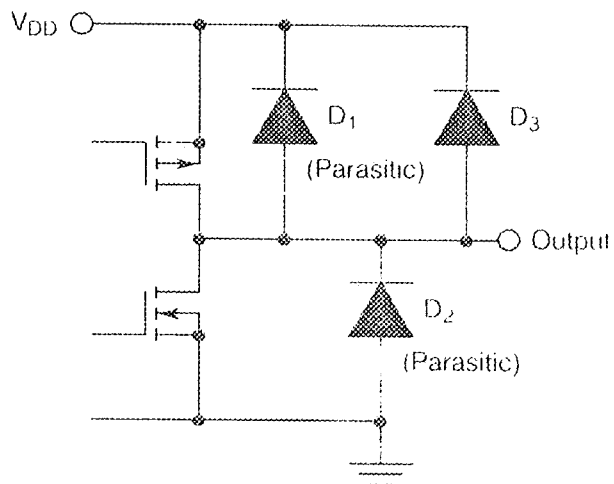 VDD
D1
D3
(Parasitic)
Output
D2
(Parasitic)